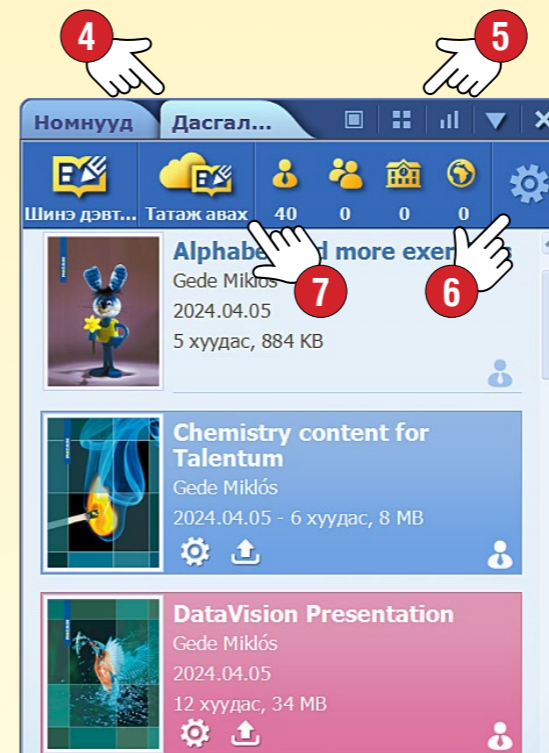 4
5
Номнууд
Дасгал...
Шинэ дэвт...
Татаж авах
40
0
0
0
7
6
Alphabe d more exer s
Gede Miklós
2024.04.05
5 хуудас, 884 KB
Chemistry content for
Talentum
Gede Miklós
2024.04.05 - 6 хуудас, 8 MB
DataVision Presentation
Gede Miklós
2024.04.05
12 хуудас, 34 MB